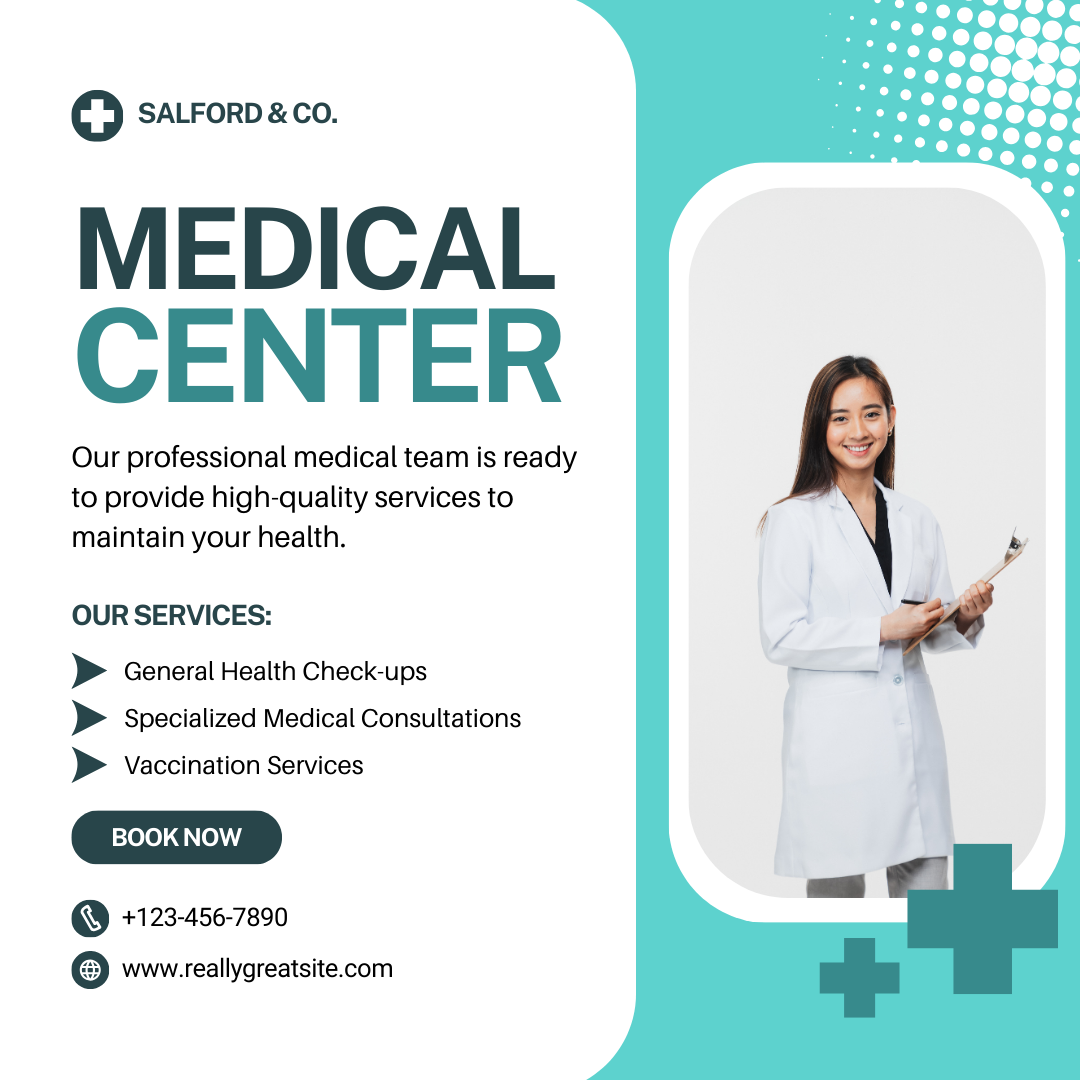 SALFORD & CO.
MEDICAL
CENTER
Our professional medical team is ready
to provide high-quality services to
maintain your health.
OUR SERVICES:
General Health Check-ups
Specialized Medical Consultations
Vaccination Services
BOOK NOW
+123-456-7890
www.reallygreatsite.com